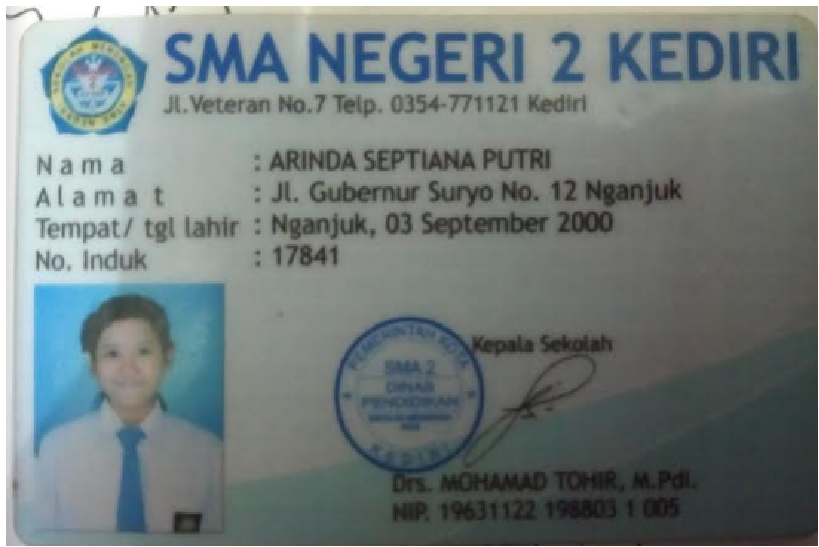 SMA NEGERI 2 KEDIRI
Jl.Veteran No.7 Telp. 0354-771121 Kediri
Nama : ARINDA SEPTIANA PUTRI
Alamat : Jl. Gubernur Suryo No. 12 Nganjuk
Tempat/ tgl lahir : Nganjuk, 03 September 2000
No. Induk : 17841
Kepala Sekolah
PEMERINTAH KOTA
SMA 2
DINAS
PENDIDIKAN
KEDIRI
Drs. MOHAMAD TOHIR, M.Pdi.
NIP. 19631122 198803 1 005